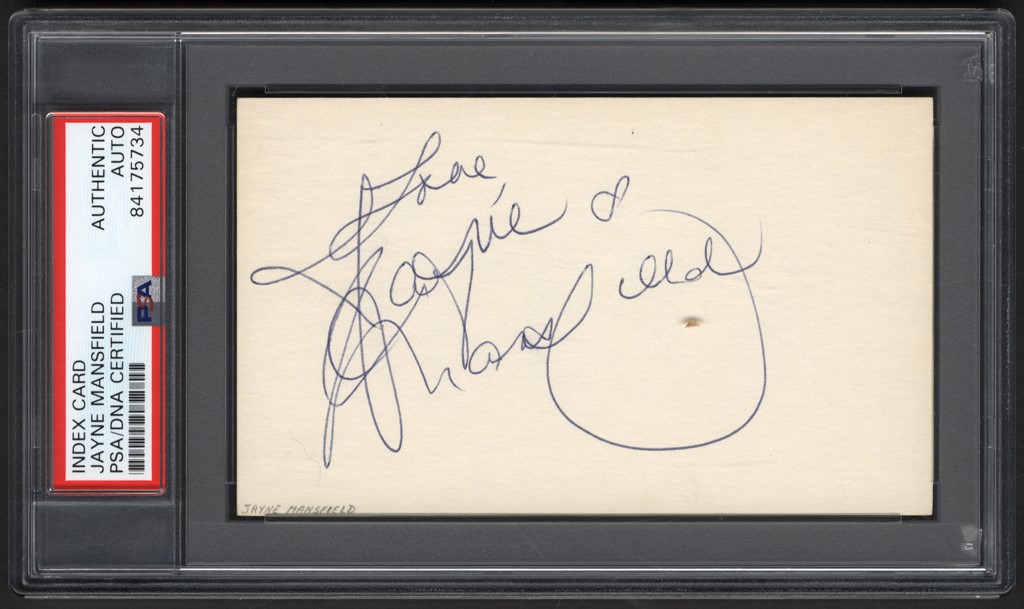 INDEX CARD
JAYNE MANSFIELD
PSA/DNA CERTIFIED
AUTHENTIC
AUTO
84175734
PSA
Love
Jayne
Mansfield
JAYNE MANSFIELD